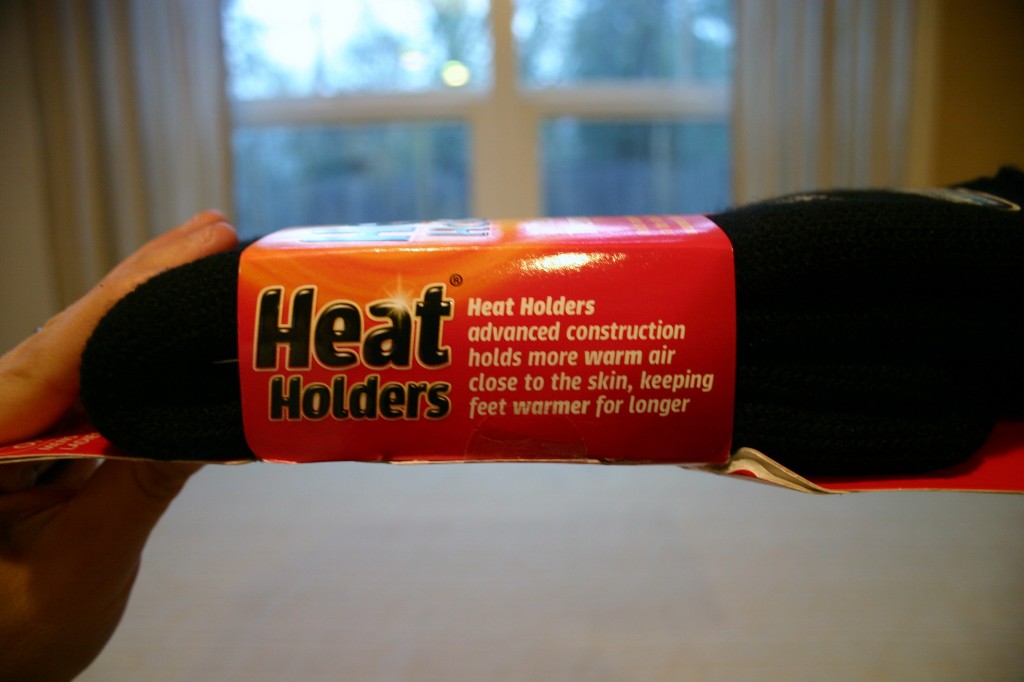 Heat®
Holders
Heat Holders
advanced construction
holds more warm air
close to the skin, keeping
feet warmer for longer